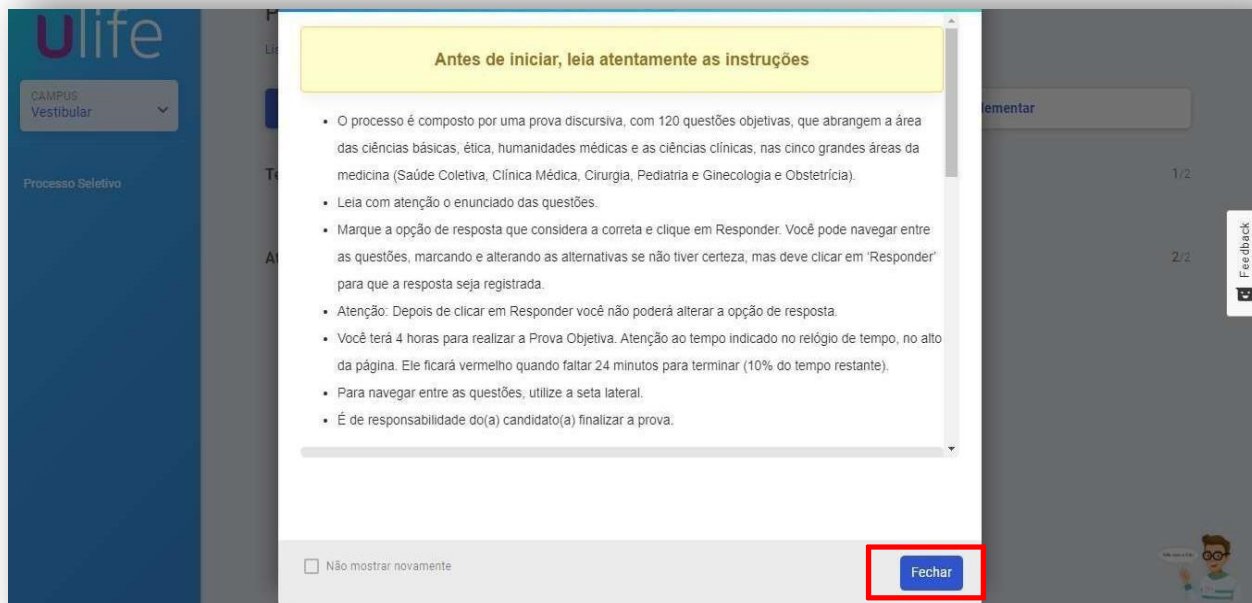 Ulife
CAMPUS
Vestibular
Processo Seletivo
Antes de iniciar, leia atentamente as instruções
• O processo é composto por uma prova discursiva, com 120 questões objetivas, que abrangem a área
das ciências básicas, ética, humanidades médicas e as ciências clínicas, nas cinco grandes áreas da
medicina (Saúde Coletiva, Clínica Médica, Cirurgia, Pediatria e Ginecologia e Obstetrícia).
• Leia com atenção o enunciado das questões.
• Marque a opção de resposta que considera a correta e clique em Responder. Você pode navegar entre
as questões, marcando e alterando as alternativas se não tiver certeza, mas deve clicar em ‘Responder’
para que a resposta seja registrada.
• Atenção: Depois de clicar em Responder você não poderá alterar a opção de resposta.
• Você terá 4 horas para realizar a Prova Objetiva. Atenção ao tempo indicado no relógio de tempo, no alto
da página. Ele ficará vermelho quando faltar 24 minutos para terminar (10% do tempo restante).
• Para navegar entre as questões, utilize a seta lateral.
• É de responsabilidade do(a) candidato(a) finalizar a prova.
Não mostrar novamente
Fechar
lementar
1/2
2/2
Feedback